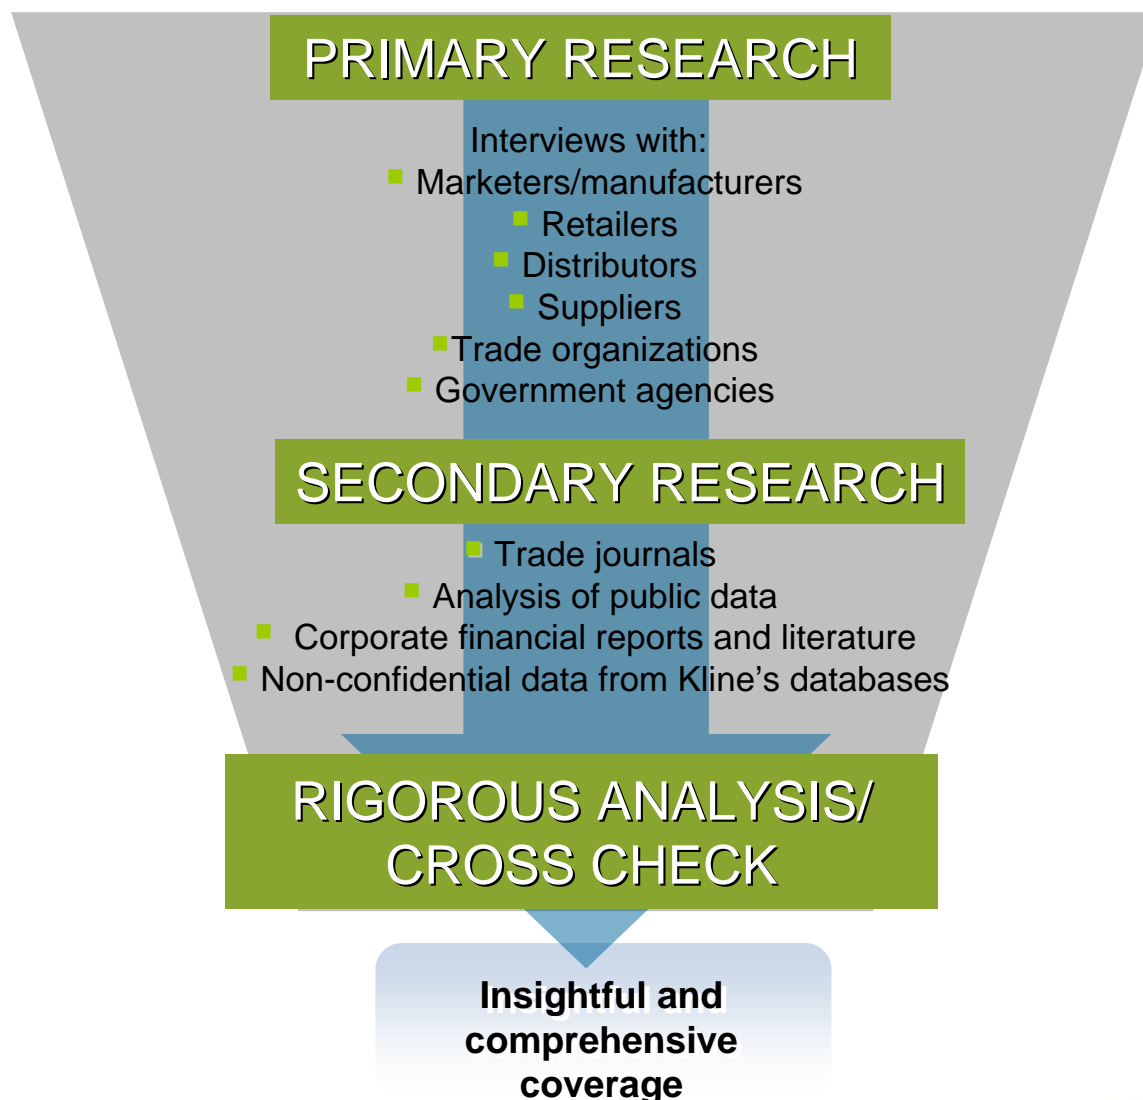 PRIMARY RESEARCH
Interviews with:
▪ Marketers/manufacturers
▪ Retailers
▪ Distributors
▪ Suppliers
▪ Trade organizations
▪ Government agencies
SECONDARY RESEARCH
▪ Trade journals
▪ Analysis of public data
▪ Corporate financial reports and literature
▪ Non-confidential data from Kline’s databases
RIGOROUS ANALYSIS/
CROSS CHECK
Insightful and
comprehensive
coverage